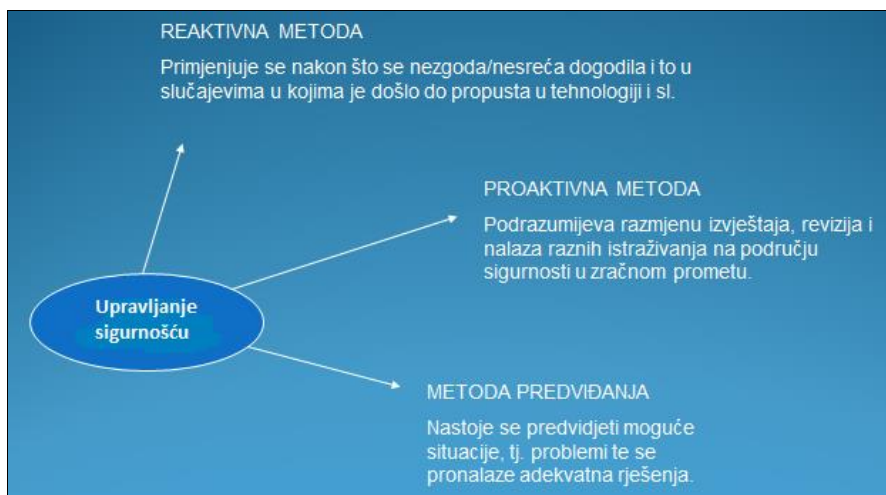 REAKTIVNA METODA
Primjenjuje se nakon što se nezgoda/nesreća dogodila i to u
slučajevima u kojima je došlo do propusta u tehnologiji i sl.
PROAKTIVNA METODA
Podrazumijeva razmjenu izvještaja, revizija i
nalaza raznih istraživanja na području
sigurnosti u zračnom prometu.
Upravljanje
sigurnošću
METODA PREDVIĐANJA
Nastoje se predvidjeti moguće
situacije, tj. problemi te se
pronalaze adekvatna rješenja.